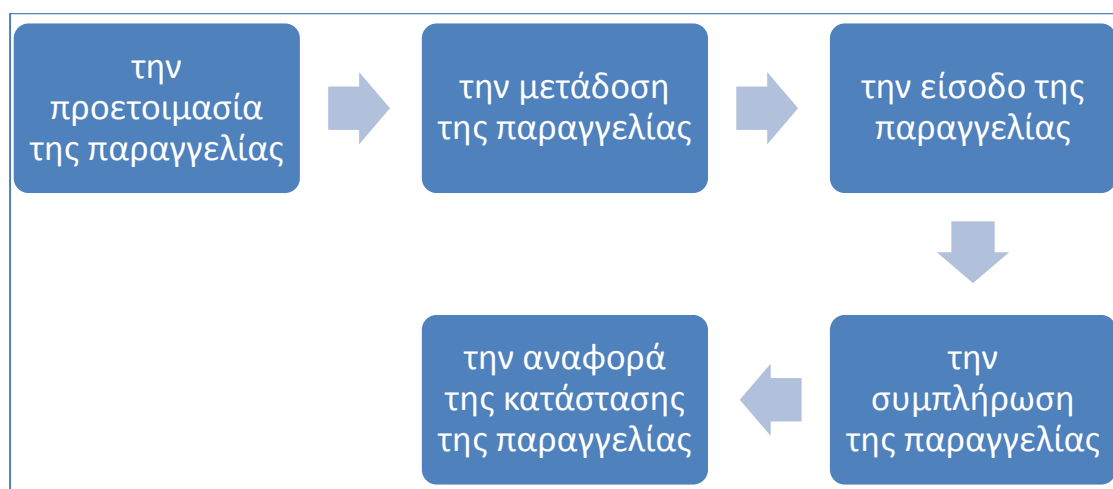 την
προετοιμασία
της παραγγελίας
την μετάδοση
της παραγγελίας
την είσοδο της
παραγγελίας
την
συμπλήρωση
της παραγγελίας
την αναφορά
της κατάστασης
της παραγγελίας